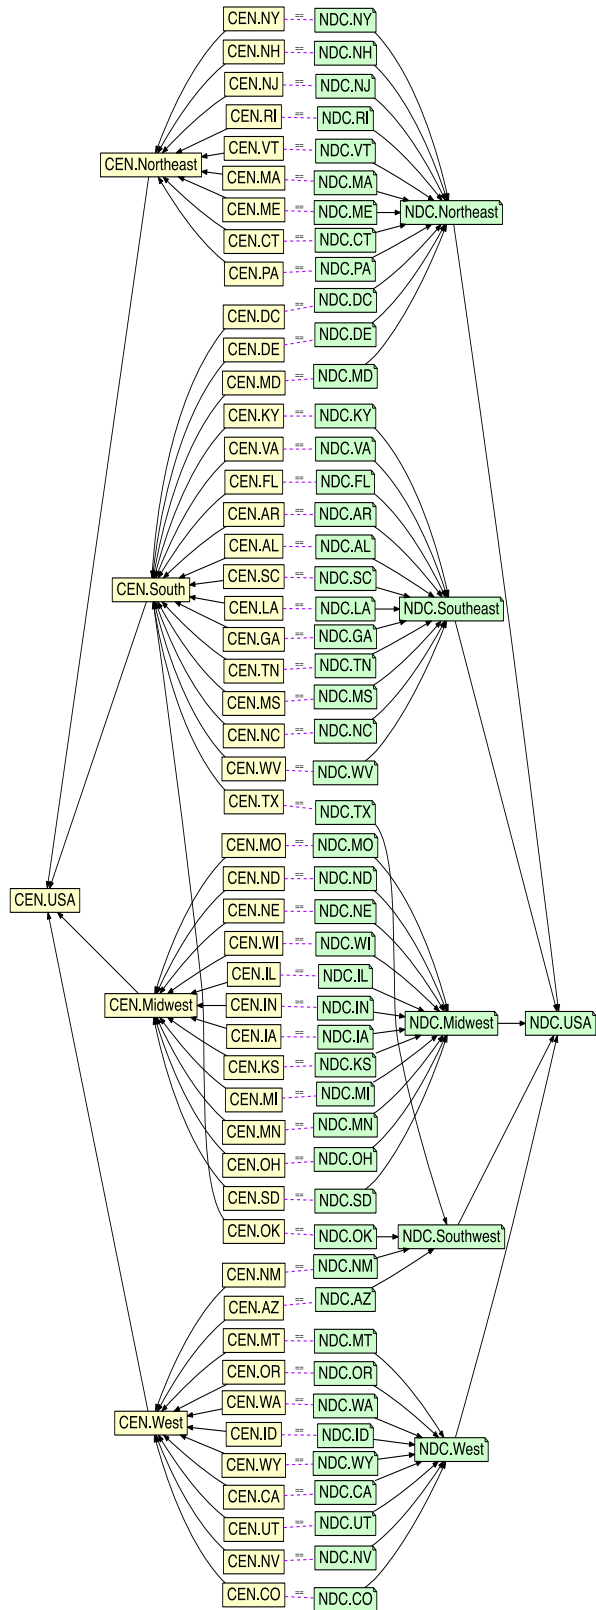 CEN.NY == NDC.NY
CEN.NH == NDC.NH
CEN.NJ == NDC.NJ
CEN.RI == NDC.RI
CEN.VT == NDC.VT
CEN.Northeast
CEN.MA == NDC.MA
CEN.ME == NDC.ME
NDC.Northeast
CEN.CT == NDC.CT
CEN.PA == NDC.PA
CEN.DC == NDC.DC
CEN.DE == NDC.DE
CEN.MD == NDC.MD
CEN.KY == NDC.KY
CEN.VA == NDC.VA
CEN.FL == NDC.FL
CEN.AR == NDC.AR
CEN.AL == NDC.AL
CEN.SC == NDC.SC
CEN.South
CEN.LA == NDC.LA
NDC.Southeast
CEN.GA == NDC.GA
CEN.TN == NDC.TN
CEN.MS == NDC.MS
CEN.NC == NDC.NC
CEN.WV == NDC.WV
CEN.TX == NDC.TX
CEN.MO == NDC.MO
CEN.ND == NDC.ND
CEN.USA
CEN.NE == NDC.NE
CEN.WI == NDC.WI
CEN.IL == NDC.IL
CEN.Midwest
CEN.IN == NDC.IN
NDC.Midwest
NDC.USA
CEN.IA == NDC.IA
CEN.KS == NDC.KS
CEN.MI == NDC.MI
CEN.MN == NDC.MN
CEN.OH == NDC.OH
CEN.SD == NDC.SD
CEN.OK == NDC.OK
NDC.Southwest
CEN.NM == NDC.NM
CEN.AZ == NDC.AZ
CEN.MT == NDC.MT
CEN.OR == NDC.OR
CEN.WA == NDC.WA
CEN.West
CEN.ID == NDC.ID
NDC.West
CEN.WY == NDC.WY
CEN.CA == NDC.CA
CEN.UT == NDC.UT
CEN.NV == NDC.NV
CEN.CO == NDC.CO